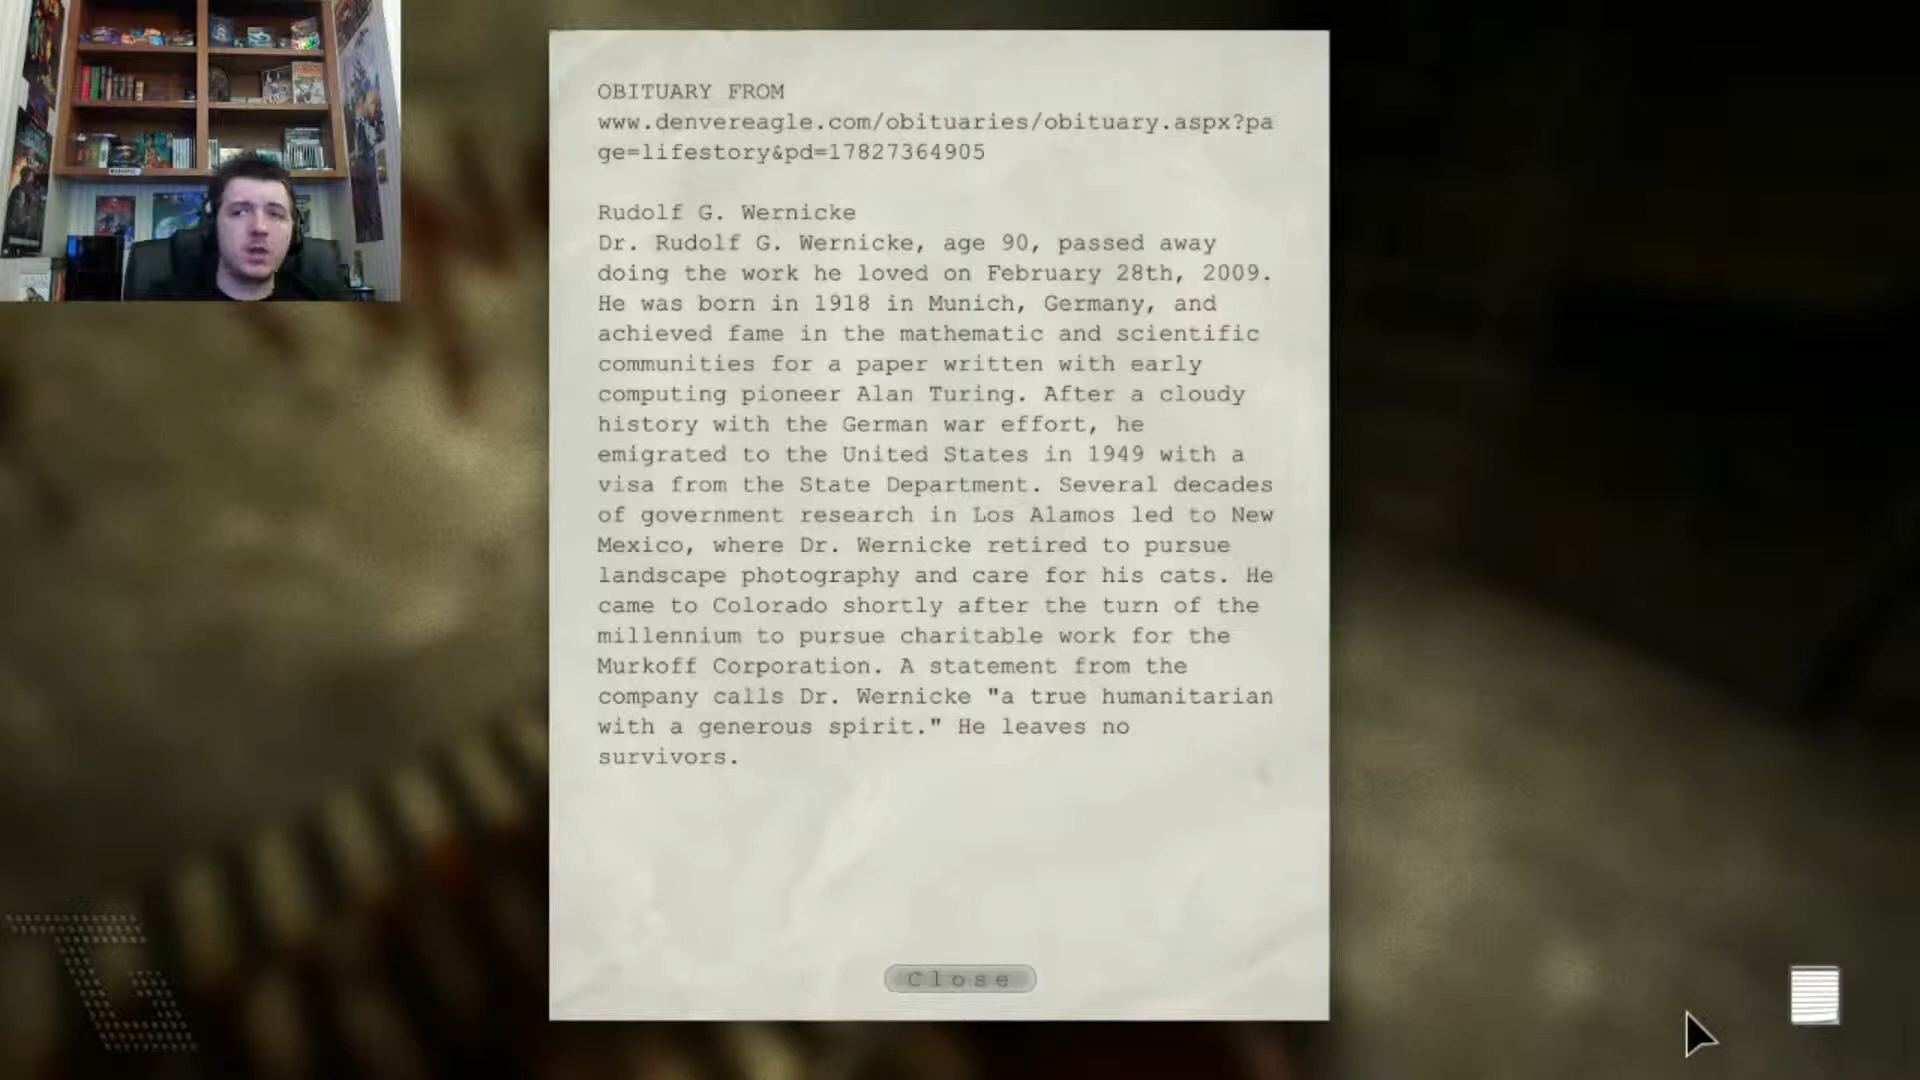 OBITUARY FROM
www.denvereagle.com/obituaries/obituary.aspx?pa
ge=lifestory&pd=17827364905
Rudolf G. Wernicke
Dr. Rudolf G. Wernicke, age 90, passed away
doing the work he loved on February 28th, 2009.
He was born in 1918 in Munich, Germany, and
achieved fame in the mathematic and scientific
communities for a paper written with early
computing pioneer Alan Turing. After a cloudy
history with the German war effort, he
emigrated to the United States in 1949 with a
visa from the State Department. Several decades
of government research in Los Alamos led to New
Mexico, where Dr. Wernicke retired to pursue
landscape photography and care for his cats. He
came to Colorado shortly after the turn of the
millennium to pursue charitable work for the
Murkoff Corporation. A statement from the
company calls Dr. Wernicke "a true humanitarian
with a generous spirit." He leaves no
survivors.
Close